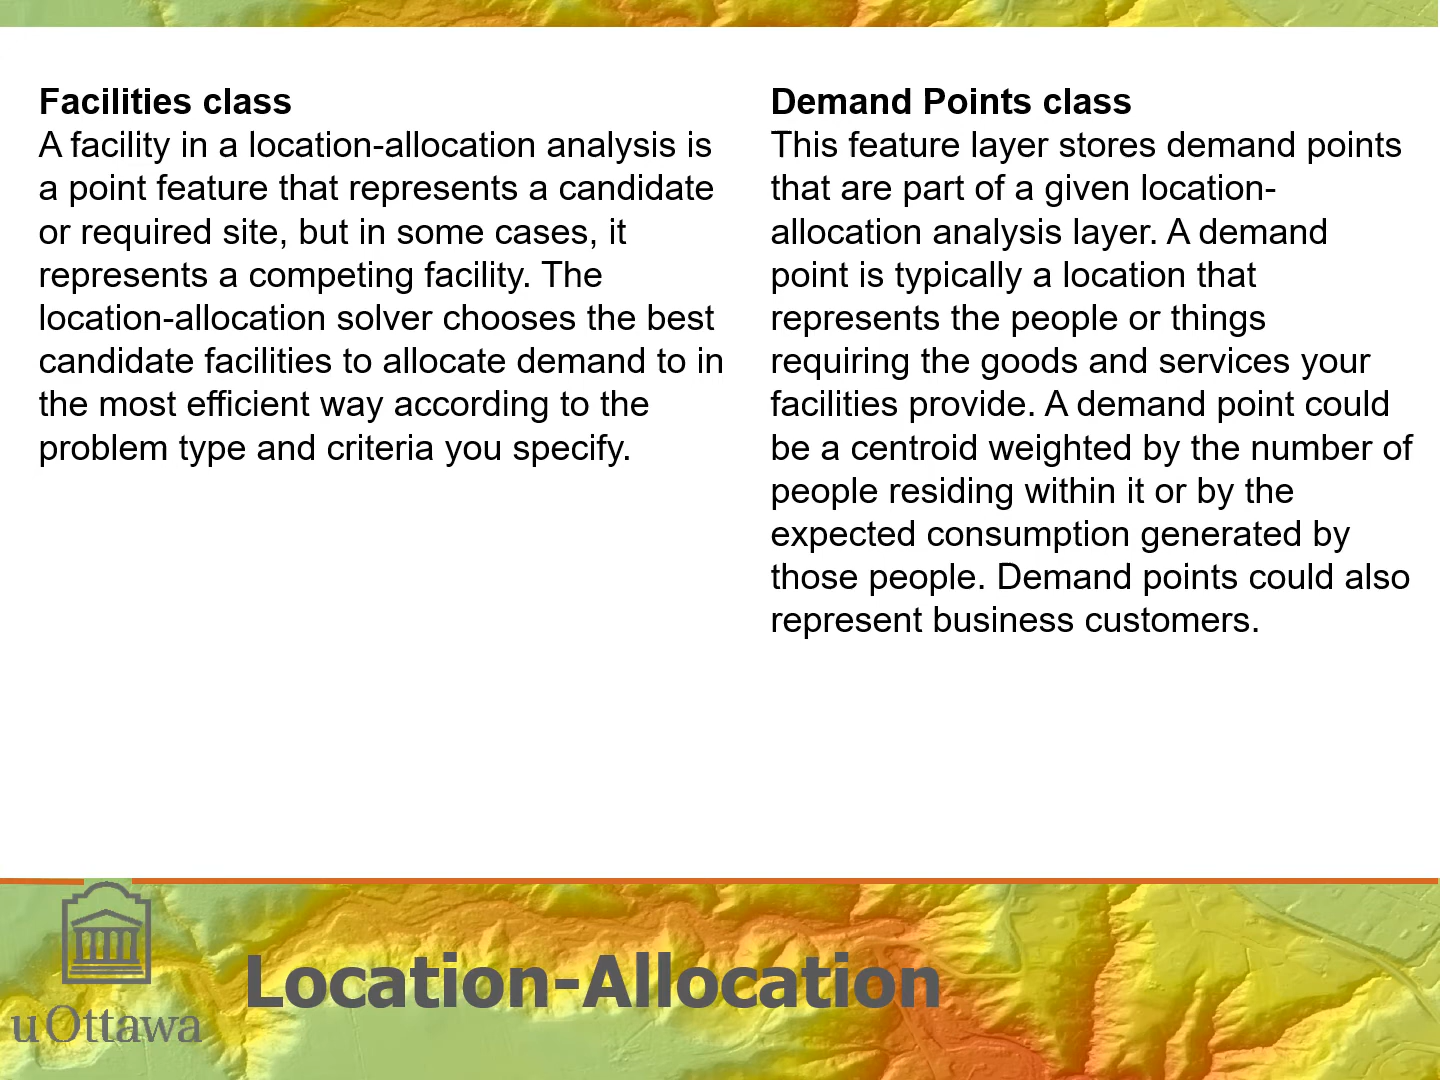 Facilities class
A facility in a location-allocation analysis is
a point feature that represents a candidate
or required site, but in some cases, it
represents a competing facility. The
location-allocation solver chooses the best
candidate facilities to allocate demand to in
the most efficient way according to the
problem type and criteria you specify.
Demand Points class
This feature layer stores demand points
that are part of a given location-
allocation analysis layer. A demand
point is typically a location that
represents the people or things
requiring the goods and services your
facilities provide. A demand point could
be a centroid weighted by the number of
people residing within it or by the
expected consumption generated by
those people. Demand points could also
represent business customers.
Location-Allocation
uOttawa